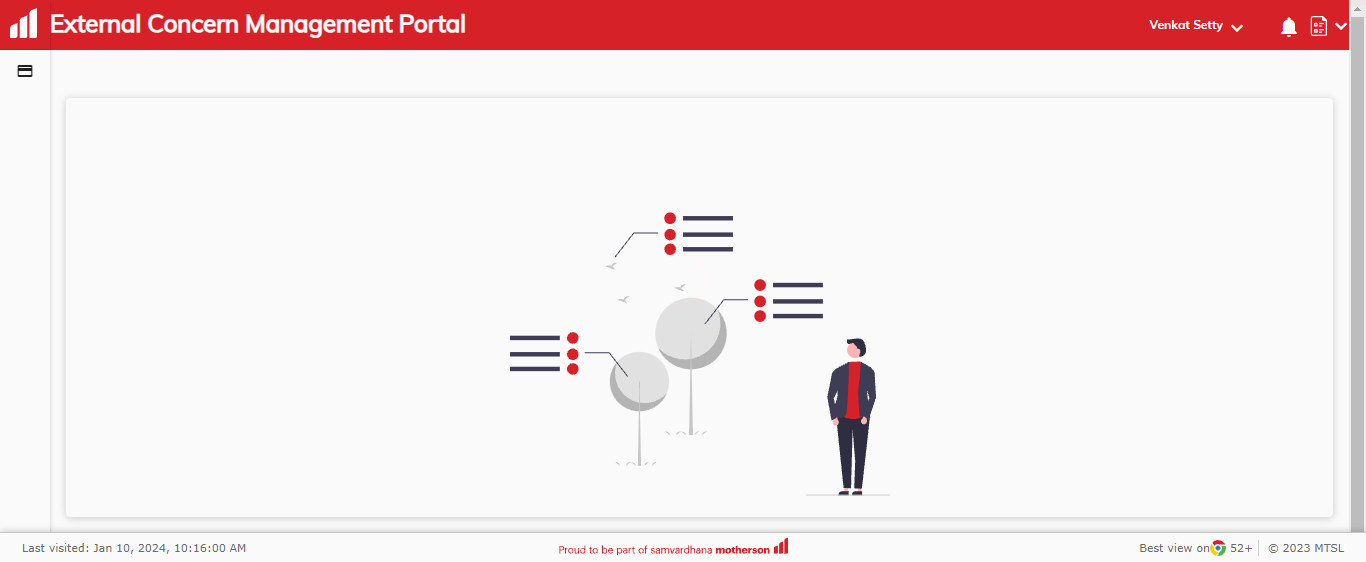 External Concern Management Portal
Venkat Setty
Last visited: Jan 10, 2024, 10:16:00 AM
Proud to be part of samvardhana motherson
Best view on 52+
© 2023 MTSL